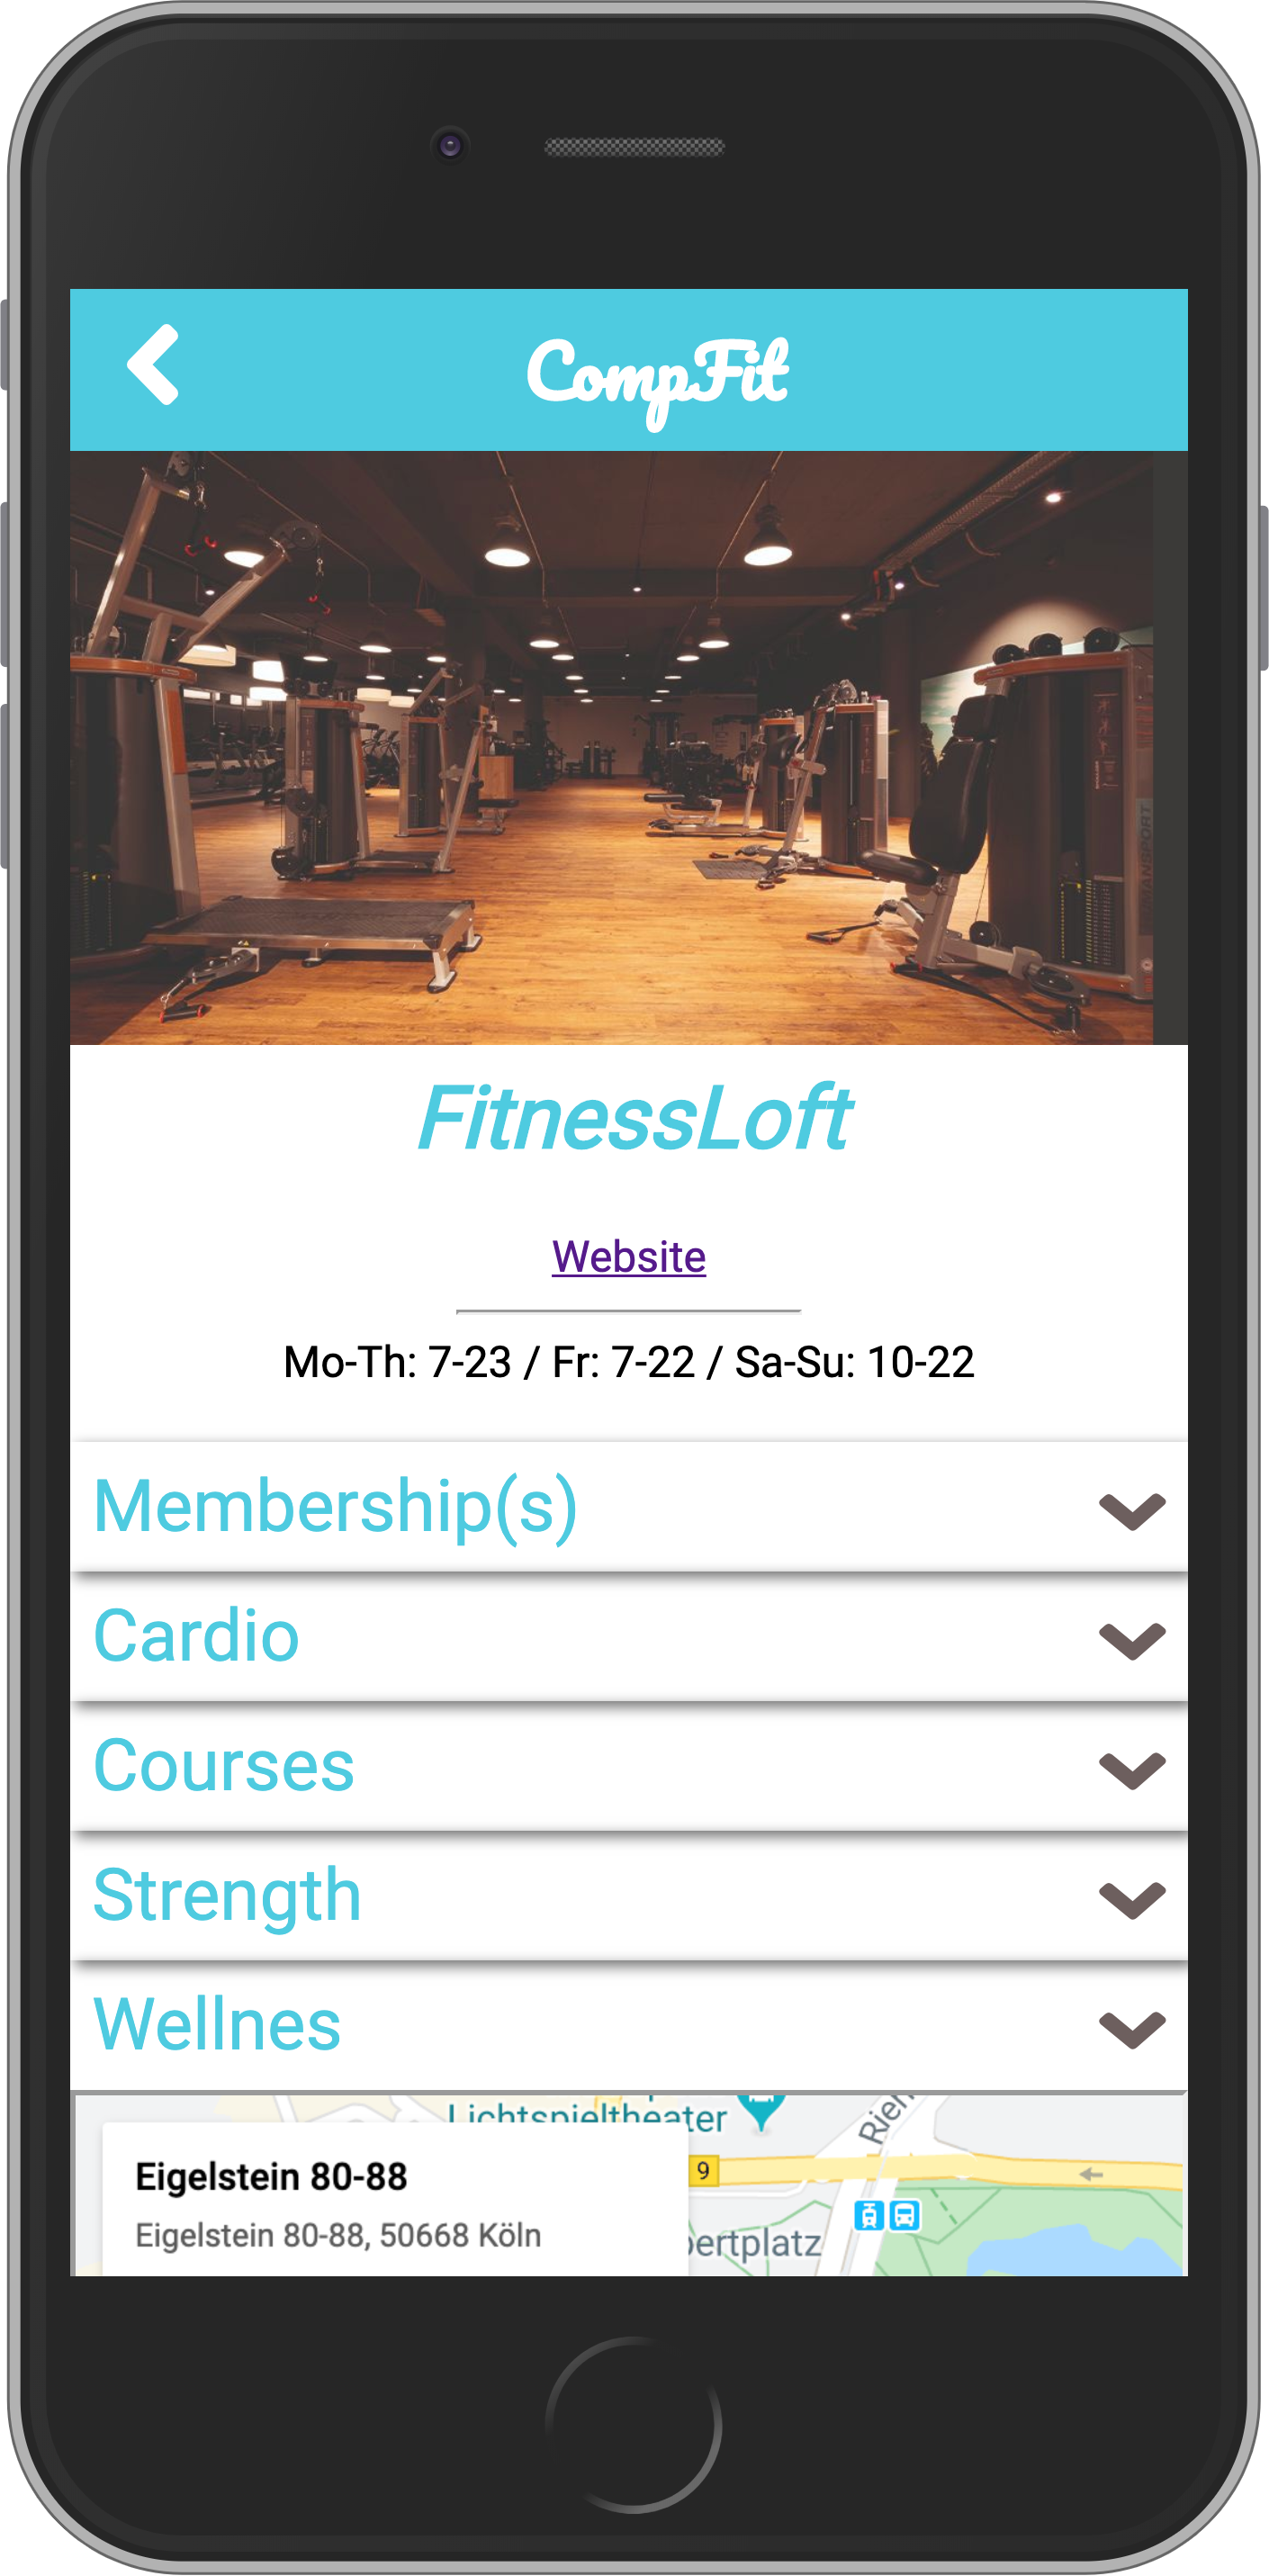 CompFit
FitnessLoft
Website
Mo-Th: 7-23 / Fr: 7-22 / Sa-Su: 10-22
Membership(s)
Cardio
Courses
Strength
Wellnes
Lichtspieltheater
Rieh
9
Eigelstein 80-88
Eigelstein 80-88, 50668 Köln
ertplatz